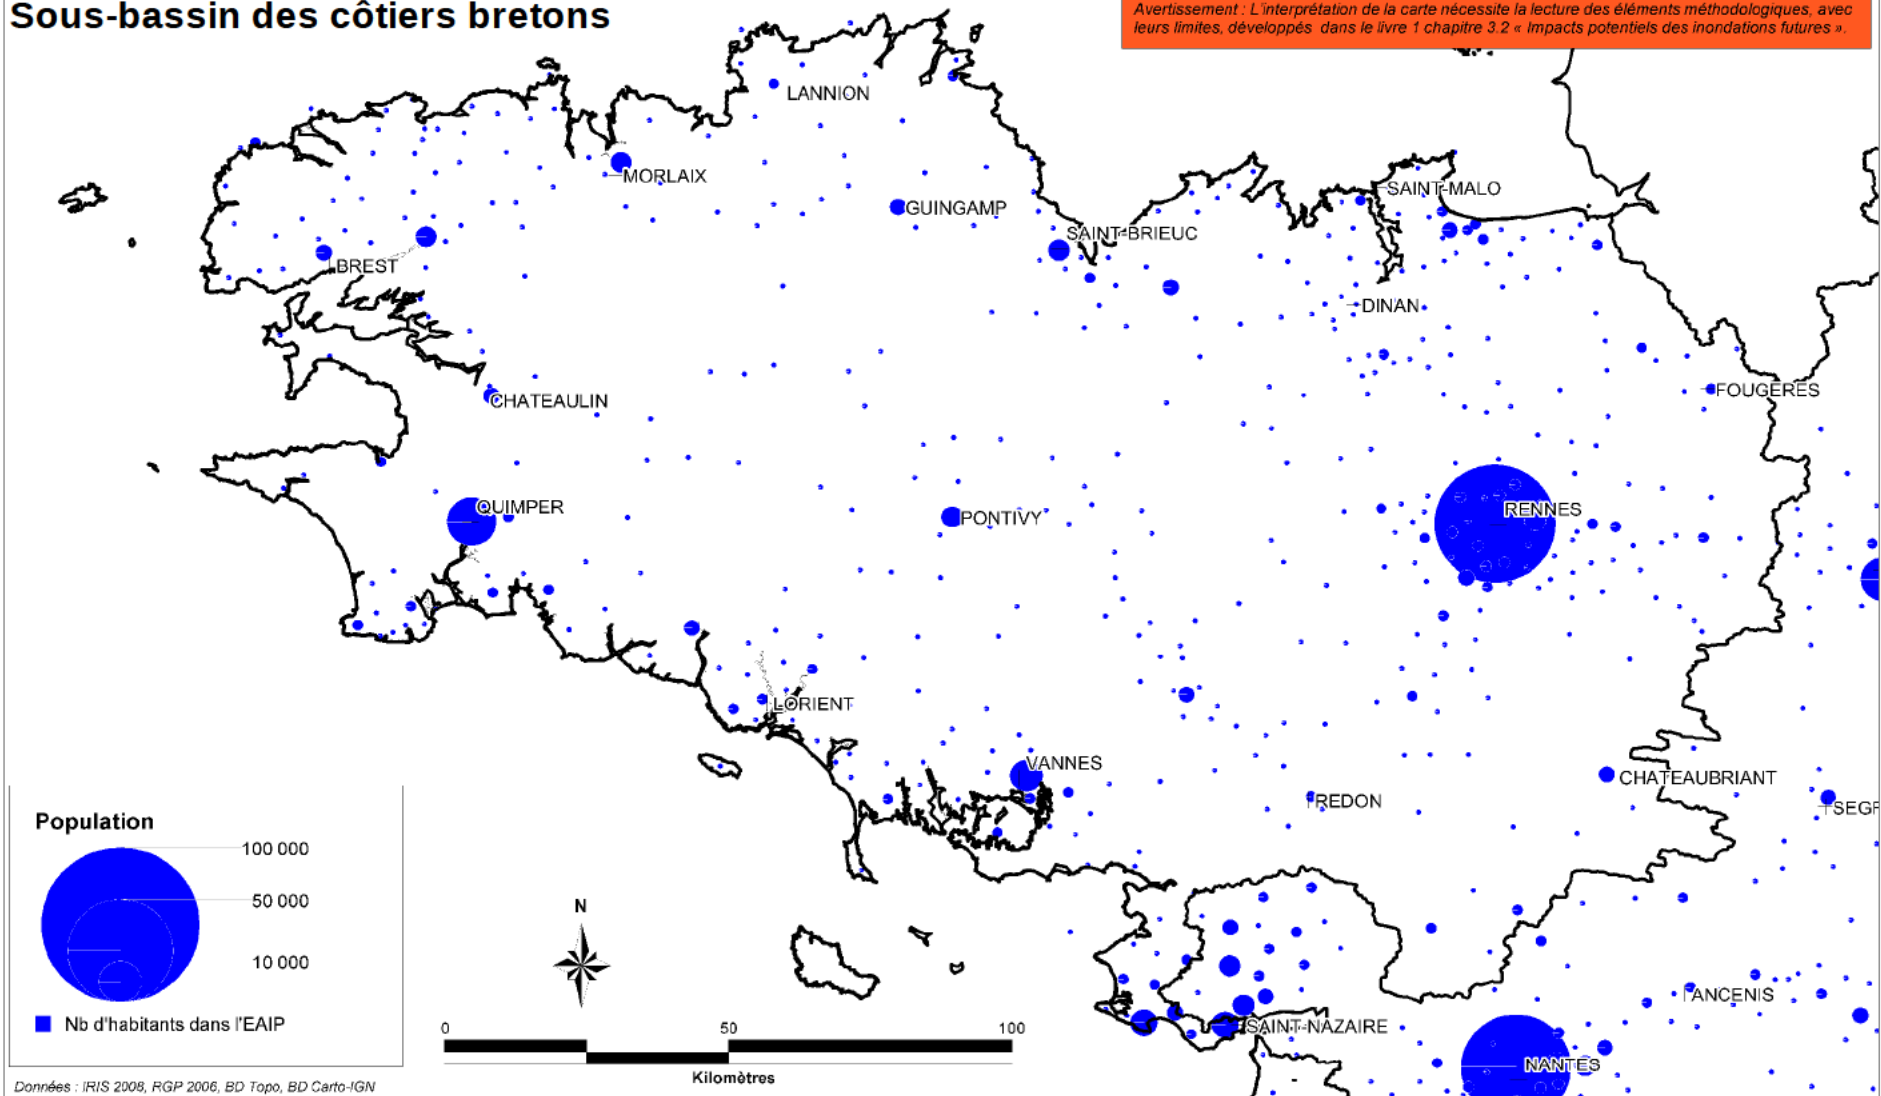 Sous-bassin des côtiers bretons
Avertissement : L'interprétation de la carte nécessite la lecture des éléments méthodologiques, avec
leurs limites, développés dans le livre 1 chapitre 3.2 « Impacts potentiels des inondations futures ».
LANNION
MORLAIX
SAINT-MALO
GUINGAMP
SAINT-BRIEUC
BREST
DINAN
FOUGERES
CHATEAULIN
QUIMPER
RENNES
PONTIVY
LORIENT
VANNES
CHATEAUBRIANT
REDON
SEGR
Population
100 000
50 000
10 000
Nb d'habitants dans l'EAIP
N
ANCENIS
SAINT-NAZAIRE
0 50 100
Kilomètres
NANTES
Données : IRIS 2008, RGP 2006, BD Topo, BD Carto-IGN